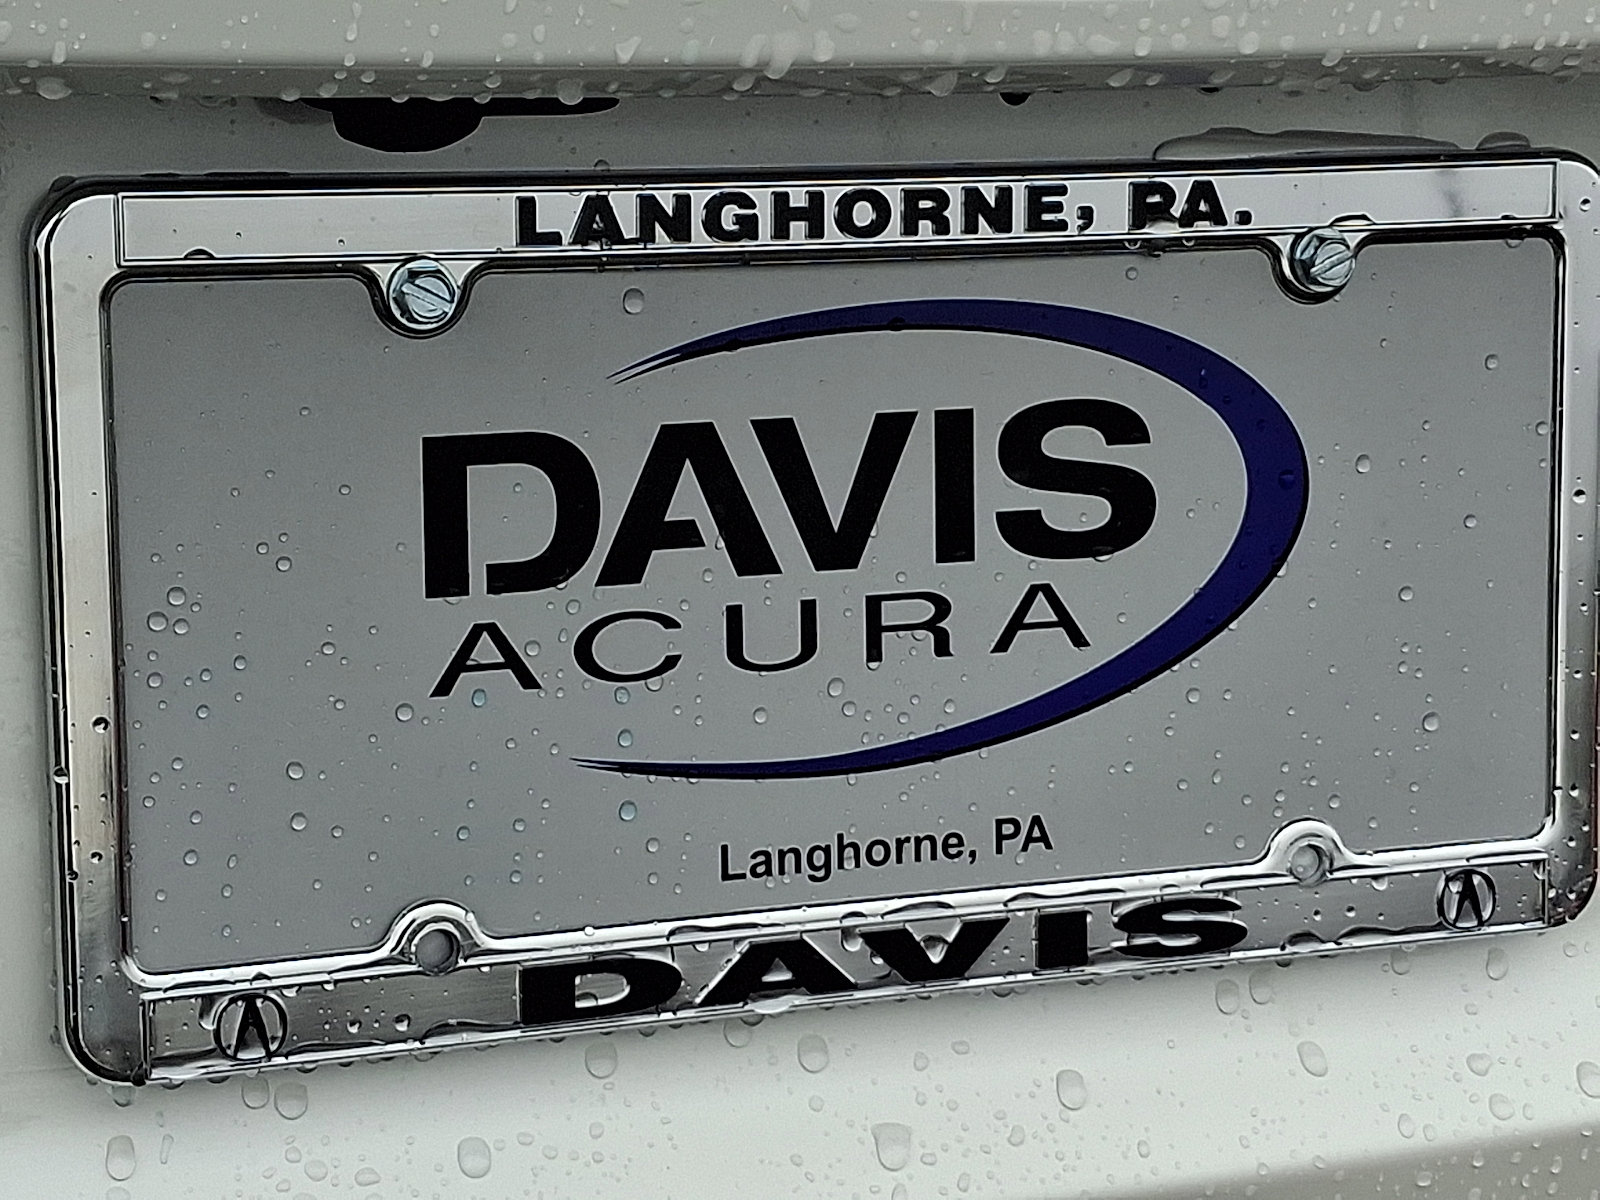 LANGHORNE, PA.
DAVIS
ACURA
Langhorne, PA
DAVIS